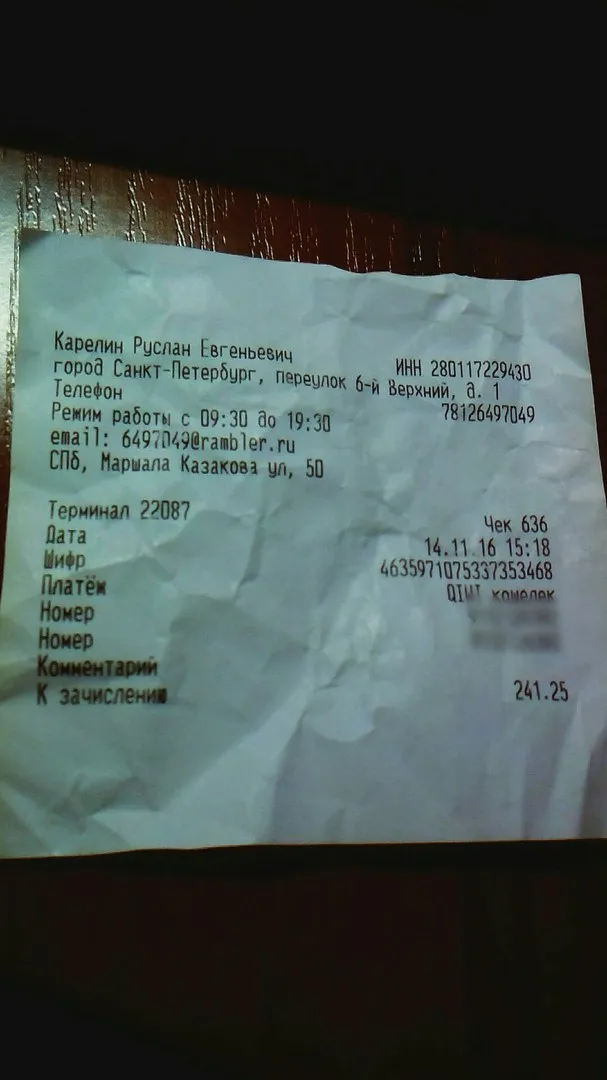 Карелин Руслан Евгеньевич
ИНН 280117229430
город Санкт-Петербург, переулок 6-й Верхний, д. 1
Телефон 78126497049
Режим работы с 09:30 до 19:30
email: 6497049@rambler.ru
СПб, Маршала Казакова ул, 50
Терминал 22087 Чек 636
Дата 14.11.16 15:18
Шифр 4635971075337353468
Платёж QIWI кошелек
Номер
Номер
Комментарий
К зачислению 241.25